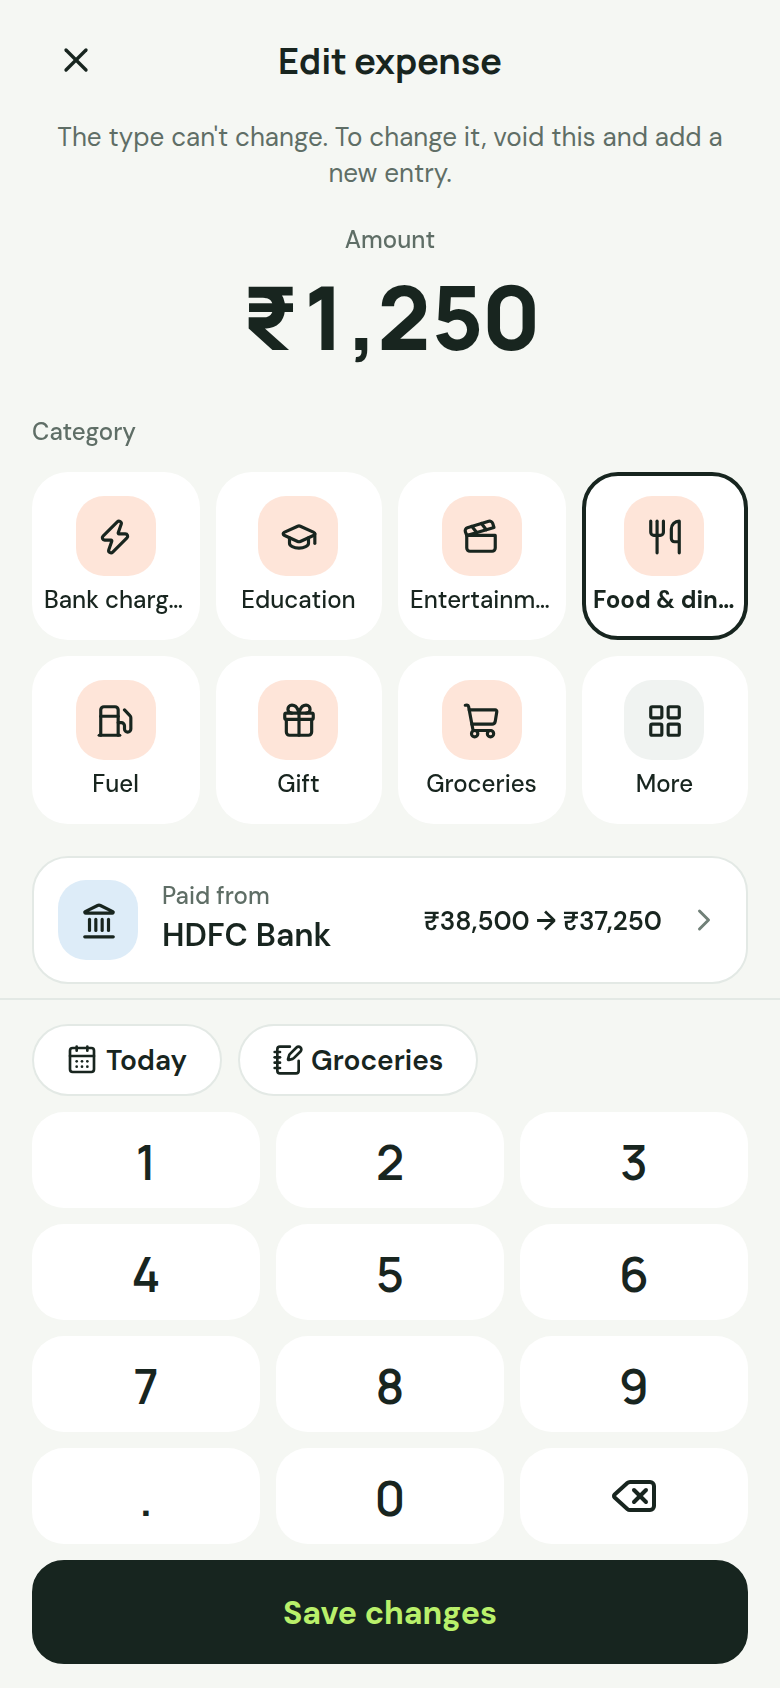 Edit expense
The type can't change. To change it, void this and add a
new entry.
Amount
₹1,250
Category
Bank charg...
Education
Entertainm...
Food & din...
Fuel
Gift
Groceries
More
Paid from
HDFC Bank
₹38,500 → ₹37,250
Today
Groceries
1 2 3
4 5 6
7 8 9
. 0
Save changes